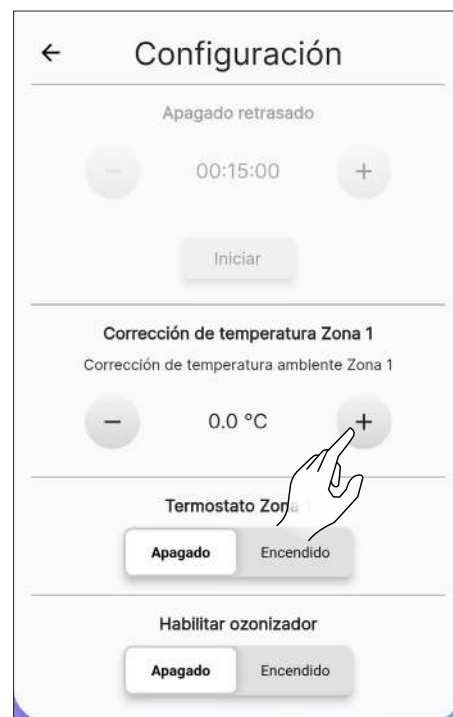 Configuración
Apagado retrasado
00:15:00
Iniciar
Corrección de temperatura Zona 1
Corrección de temperatura ambiente Zona 1
0.0 °C
Termostato Zona
Apagado Encendido
Habilitar ozonizador
Apagado Encendido